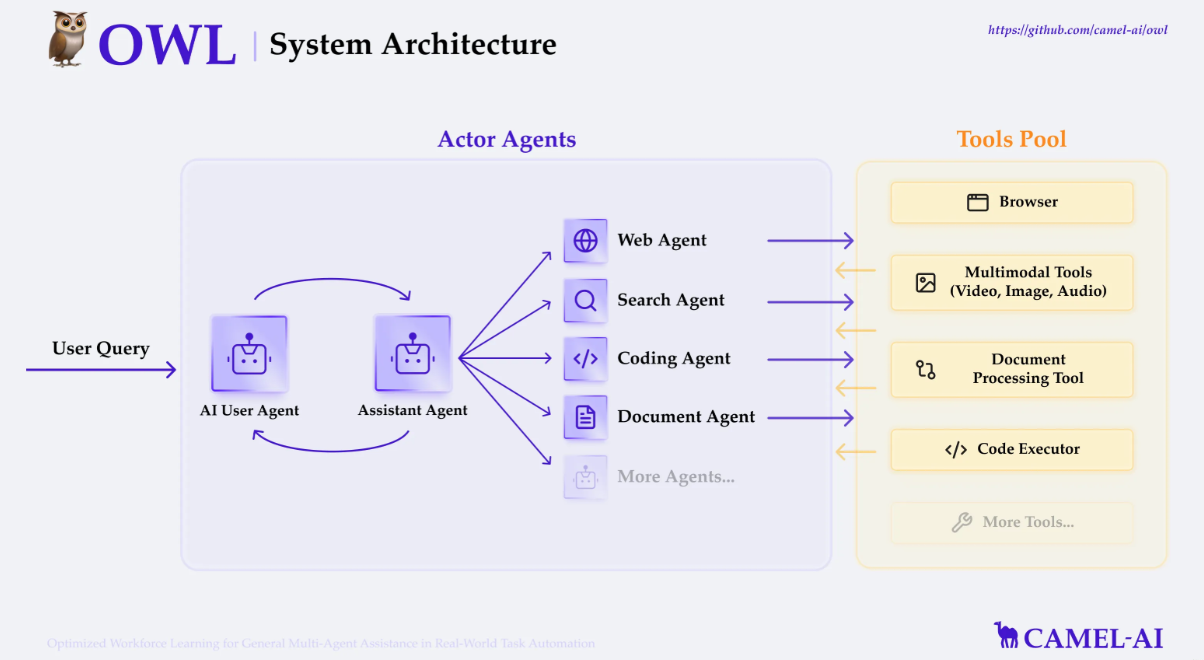 OWL | System Architecture
https://github.com/camel-ai/owl
Actor Agents
Tools Pool
User Query
AI User Agent
Assistant Agent
Web Agent
Search Agent
Coding Agent
Document Agent
More Agents...
Browser
Multimodal Tools
(Video, Image, Audio)
Document
Processing Tool
</> Code Executor
More Tools...
Optimized Workforce Learning for General Multi-Agent Assistance in Real-World Task Automation
CAMEL-AI